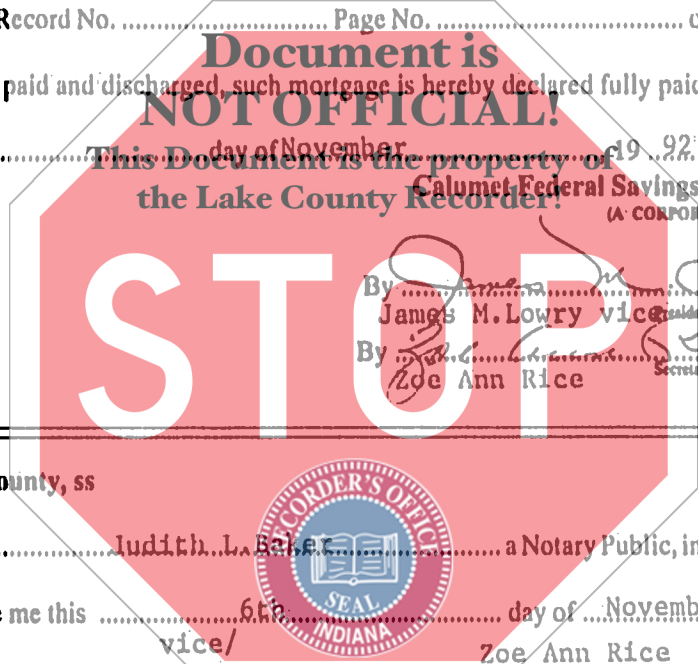 Record No. .................... Page No. ....................
Document is
paid and discharged, such mortgage is hereby declared fully paid
NOT OFFICIAL!
day of November 19 92
This Document is the property of
Calumet Federal Savings
the Lake County Recorder!
(A CORPOR
STOP
By
James M.Lowry vice
By
Zoe Ann Rice
ounty, ss
RECORDER'S OFFICE
Judith L. Baker a Notary Public, in
SEAL
INDIANA
e me this 6th day of Novemb
vice/
Zoe Ann Rice